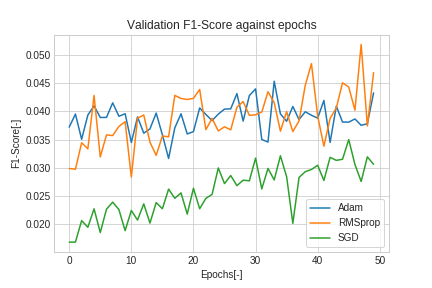 Validation F1-Score against epochs
F1-Score[-]
0.050
0.045
0.040
0.035
0.030
0.025
0.020
Adam
RMSprop
SGD
0 10 20 30 40 50
Epochs[-]